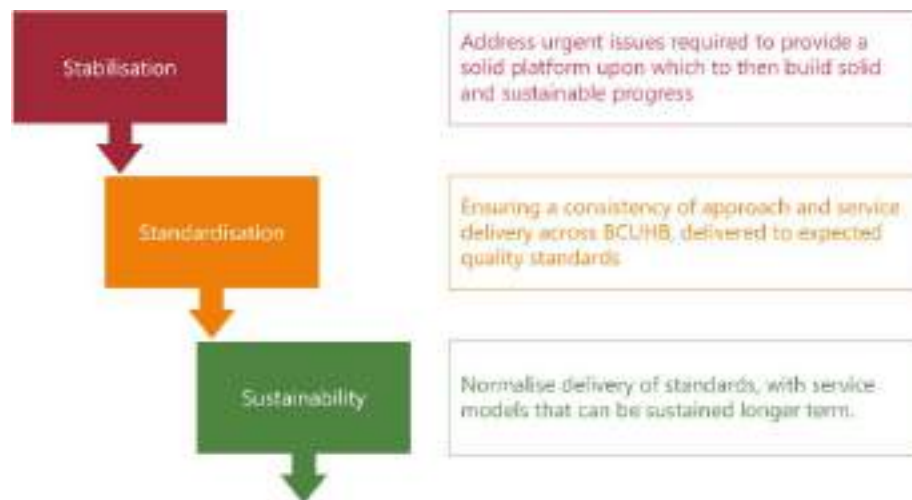 Stabilisation
Address urgent issues required to provide a
solid platform upon which to then build solid
and sustainable progress
Standardisation
Ensuring a consistency of approach and service
delivery across BCUHB, delivered to expected
quality standards
Sustainability
Normalise delivery of standards, with service
models that can be sustained longer term.